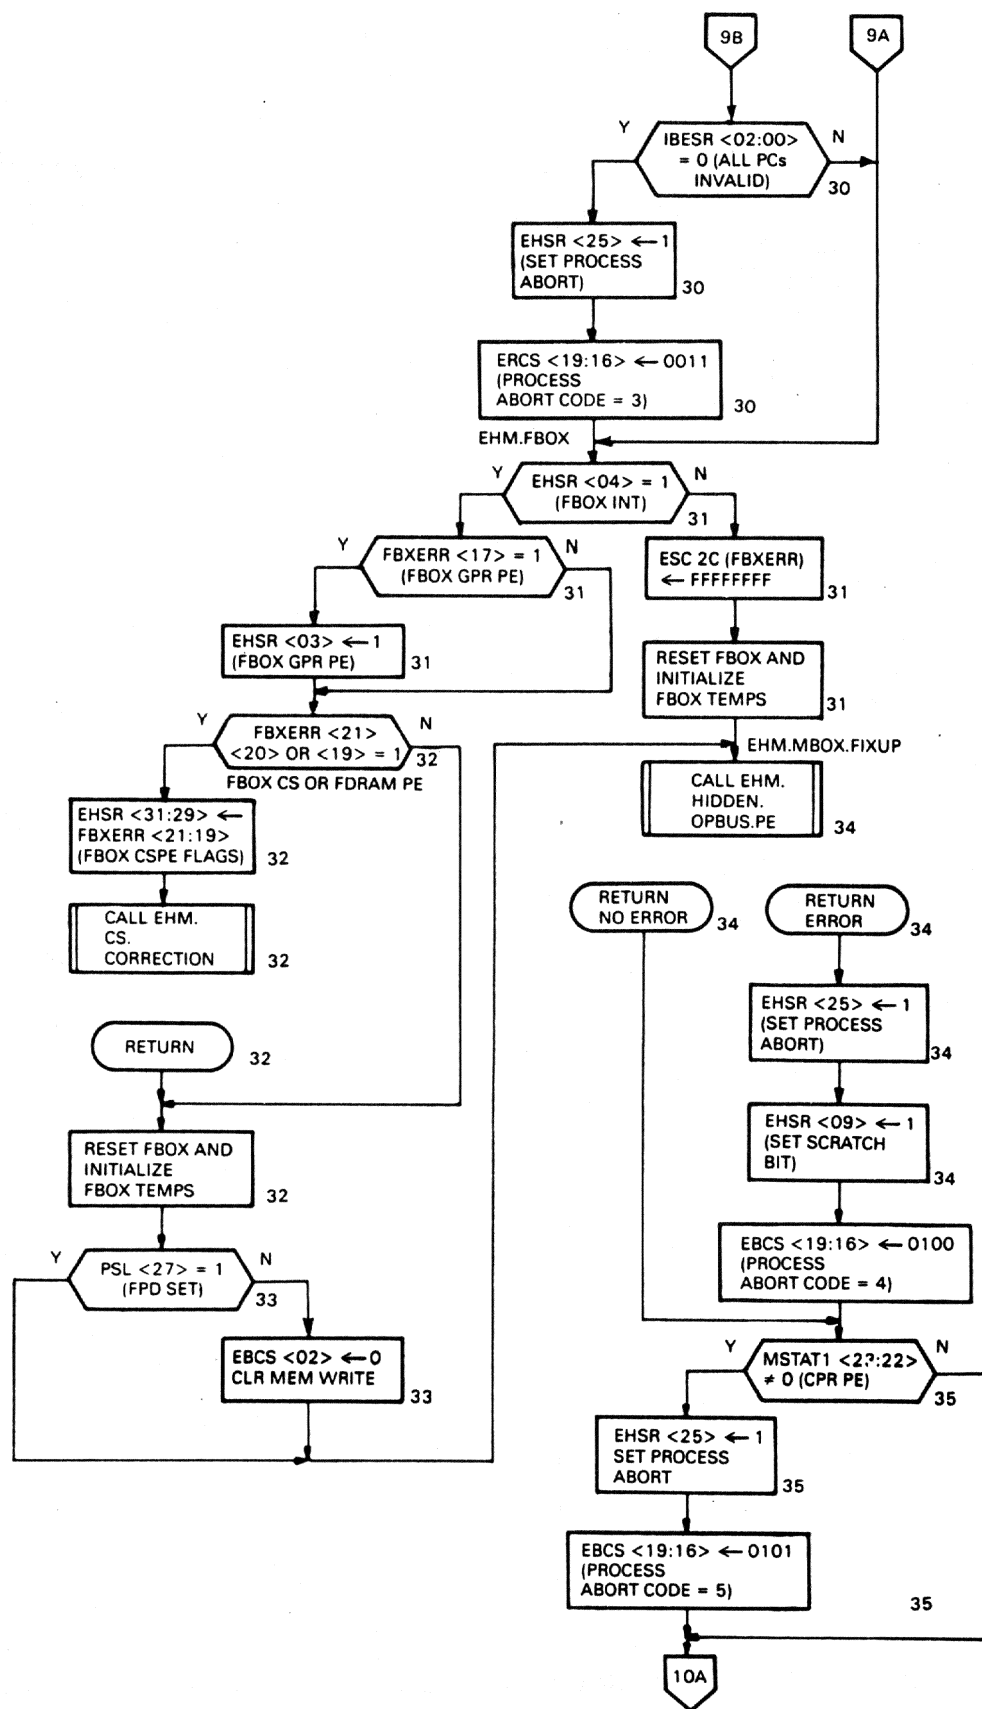 9B
9A
Y
IBESR <02:00>
= 0 (ALL PCs
INVALID)
N
30
EHSR <25> ← 1
(SET PROCESS
ABORT)
30
ERCS <19:16> ← 0011
(PROCESS
ABORT CODE = 3)
30
EHM.FBOX
Y
EHSR <04> = 1
(FBOX INT)
N
31
Y
FBXERR <17> = 1
(FBOX GPR PE)
N
31
ESC 2C (FBXERR)
← FFFFFFFF
31
EHSR <03> ← 1
(FBOX GPR PE)
31
RESET FBOX AND
INITIALIZE
FBOX TEMPS
31
Y
FBXERR <21>
<20> OR <19> = 1
N
32
FBOX CS OR FDRAM PE
EHM.MBOX.FIXUP
CALL EHM.
HIDDEN.
OPBUS.PE
34
EHSR <31:29> ←
FBXERR <21:19>
(FBOX CSPE FLAGS)
32
CALL EHM.
CS.
CORRECTION
32
RETURN
NO ERROR
34
RETURN
ERROR
34
EHSR <25> ← 1
(SET PROCESS
ABORT)
34
RETURN
32
EHSR <09> ← 1
(SET SCRATCH
BIT)
34
RESET FBOX AND
INITIALIZE
FBOX TEMPS
32
EBCS <19:16> ← 0100
(PROCESS
ABORT CODE = 4)
Y
PSL <27> = 1
(FPD SET)
N
33
EBCS <02> ← 0
CLR MEM WRITE
33
Y
MSTAT1
≠ 0 (CPR PE)
N
35
EHSR <25> ← 1
SET PROCESS
ABORT
35
EBCS <19:16> ← 0101
(PROCESS
ABORT CODE = 5)
35
10A